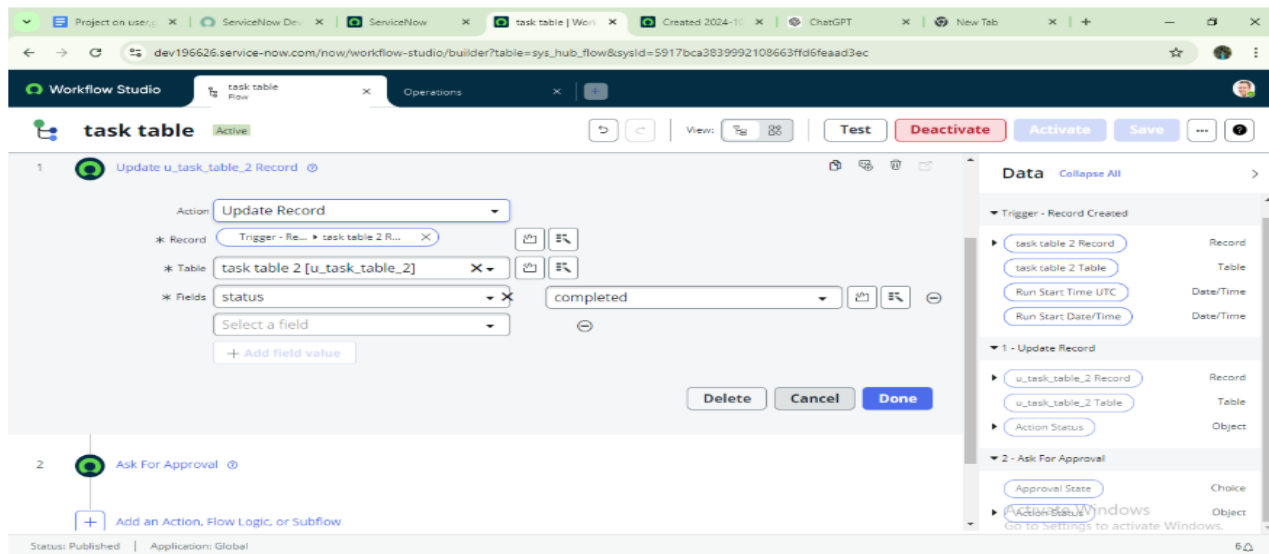 Project on user,g ServiceNow Dev ServiceNow task table | Work Created 2024-10 ChatGPT New Tab
dev196626.service-now.com/now/workflow-studio/builder?table=sys_hub_flow&sysId=5917bca3839992108663ffd6feaad3ec
Workflow Studio task table Flow Operations
task table Active View: Test Deactivate Activate Save
1 Update u_task_table_2 Record
Data Collapse All
Action Update Record
Trigger - Record Created
* Record Trigger - Re... ▸ task table 2 R...
task table 2 Record Record
* Table task table 2 [u_task_table_2]
task table 2 Table Table
* Fields status completed
Run Start Time UTC Date/Time
Select a field
Run Start Date/Time Date/Time
+ Add field value
1 - Update Record
u_task_table_2 Record Record
Delete Cancel Done
u_task_table_2 Table Table
Action Status Object
2 Ask For Approval
2 - Ask For Approval
Approval State Choice
Action Status Object
Activate Windows
Go to Settings to activate Windows.
+ Add an Action, Flow Logic, or Subflow
Status: Published | Application: Global 6